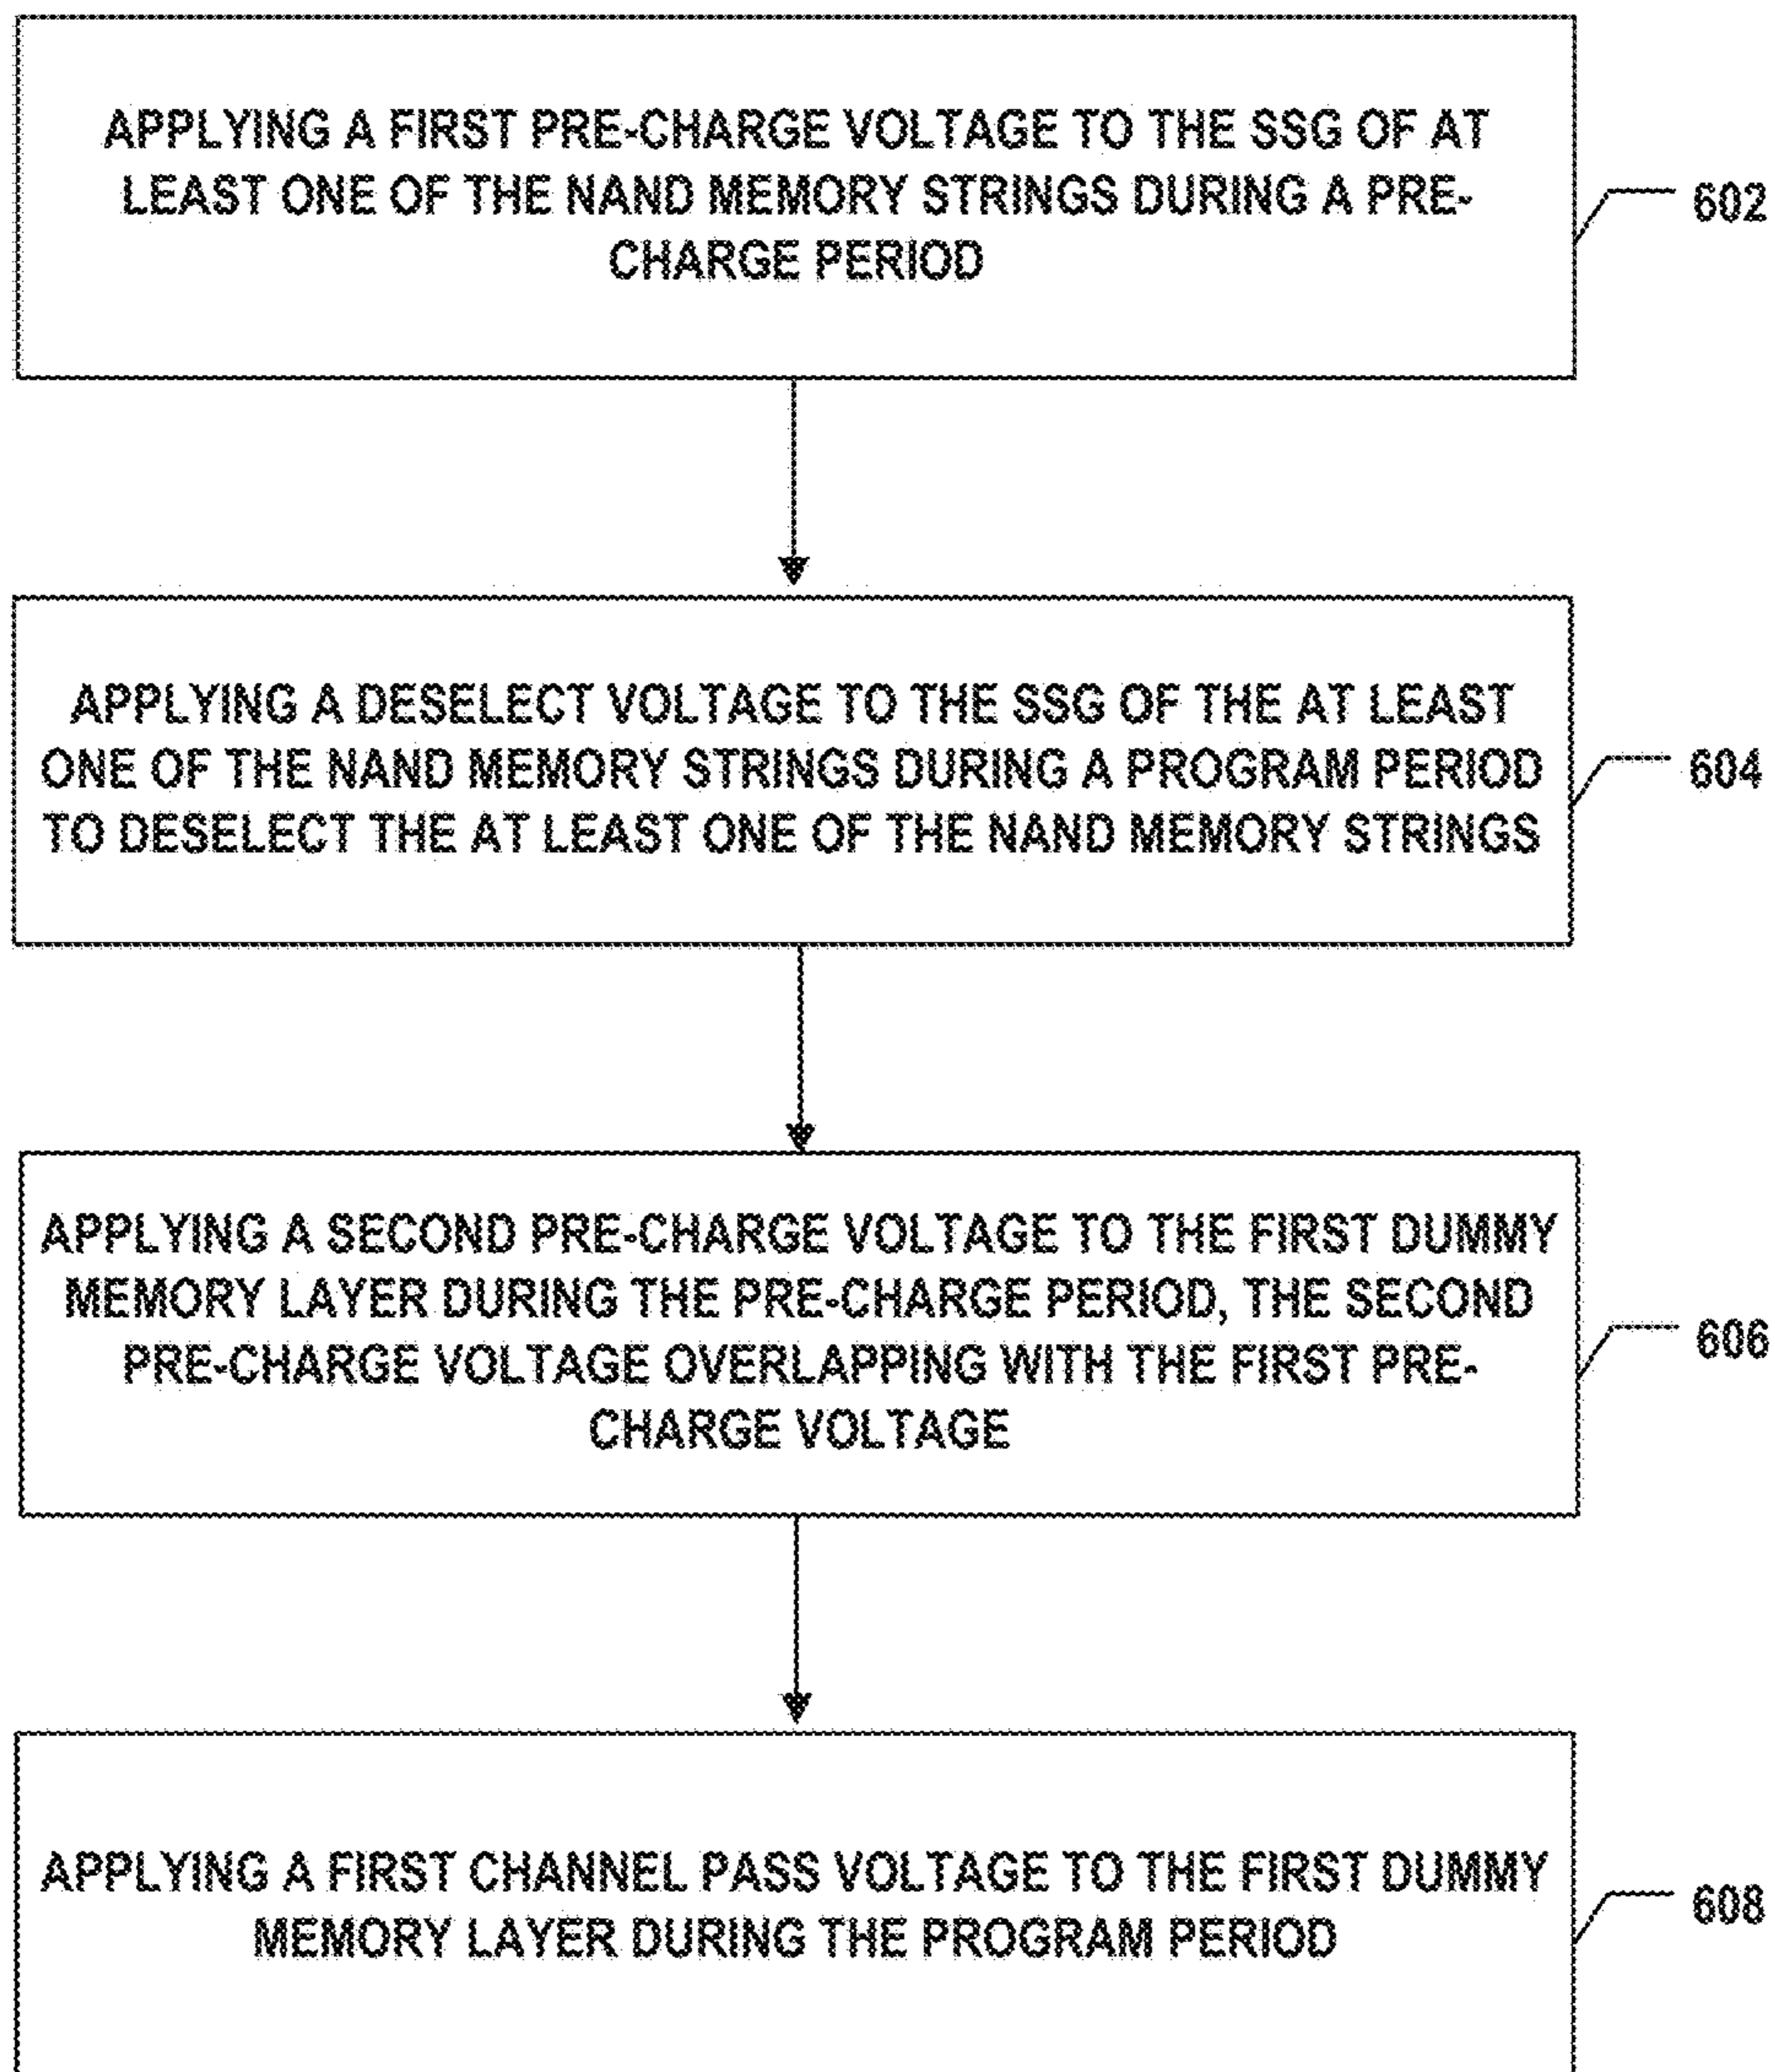 APPLYING A FIRST PRE-CHARGE VOLTAGE TO THE SSG OF AT
LEAST ONE OF THE NAND MEMORY STRINGS DURING A PRE-
CHARGE PERIOD
602
APPLYING A DESELECT VOLTAGE TO THE SSG OF THE AT LEAST
ONE OF THE NAND MEMORY STRINGS DURING A PROGRAM PERIOD
TO DESELECT THE AT LEAST ONE OF THE NAND MEMORY STRINGS
604
APPLYING A SECOND PRE-CHARGE VOLTAGE TO THE FIRST DUMMY
MEMORY LAYER DURING THE PRE-CHARGE PERIOD, THE SECOND
PRE-CHARGE VOLTAGE OVERLAPPING WITH THE FIRST PRE-
CHARGE VOLTAGE
606
APPLYING A FIRST CHANNEL PASS VOLTAGE TO THE FIRST DUMMY
MEMORY LAYER DURING THE PROGRAM PERIOD
608